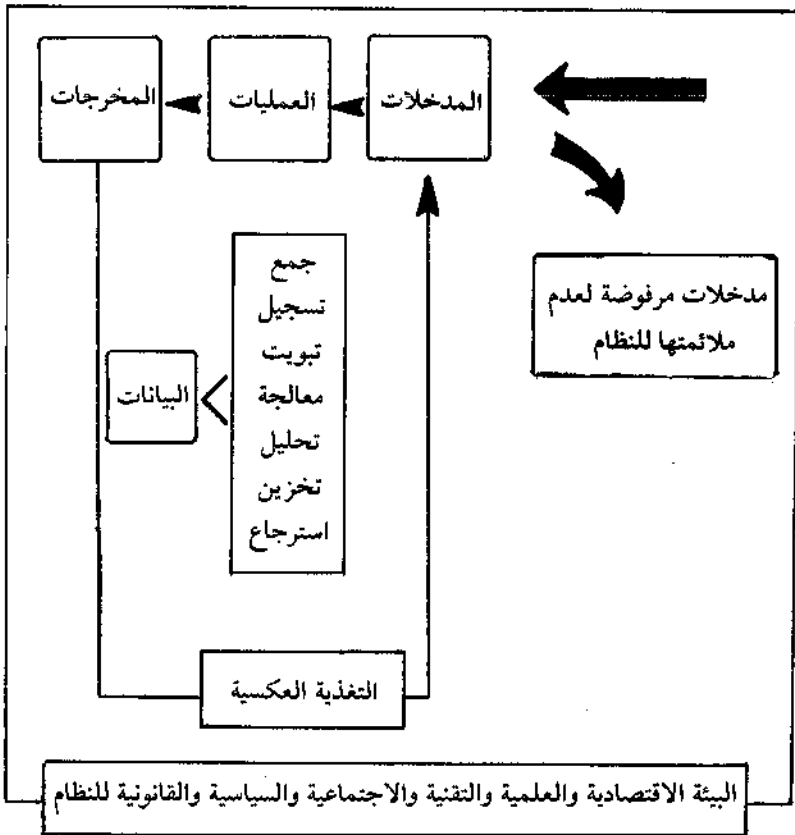 المدخلات
العمليات
المخرجات
مدخلات مرفوضة لعدم
ملائمتها للنظام
جمع
تسجيل
تبويت
معالجة
تحليل
تخزين
استرجاع
البيانات
التغذية العكسية
البيئة الاقتصادية والعلمية والتقنية والاجتماعية والسياسية والقانونية للنظام